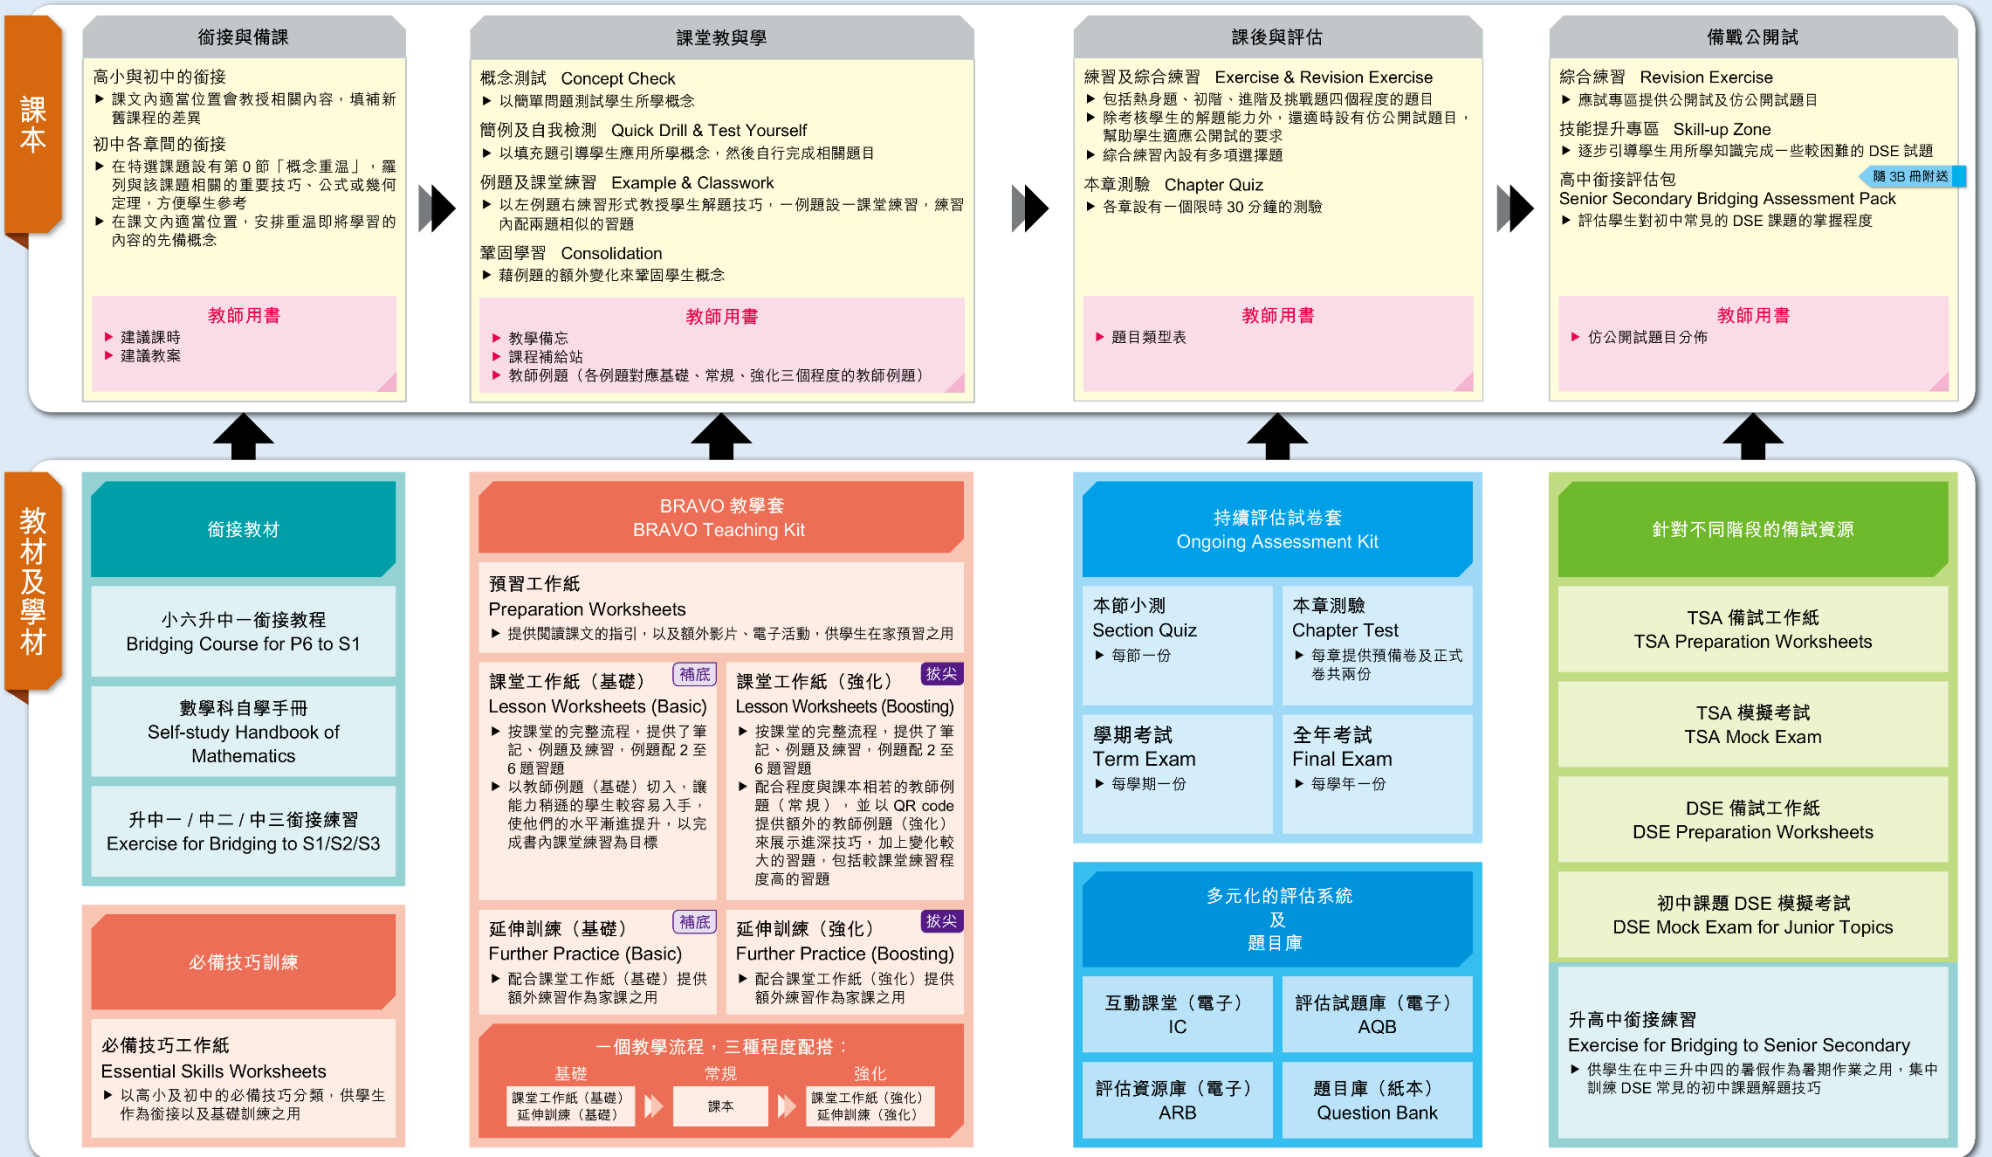 課本
銜接與備課
高小與初中的銜接
▶ 課文內適當位置會教授相關內容，填補新
舊課程的差異
初中各章間的銜接
▶ 在特選課題設有第 0 節「概念重温」，羅
列與該課題相關的重要技巧、公式或幾何
定理，方便學生參考
▶ 在課文內適當位置，安排重温即將學習的
內容的先備概念
教師用書
▶ 建議課時
▶ 建議教案
課堂教與學
概念測試 Concept Check
▶ 以簡單問題測試學生所學概念
簡例及自我檢測 Quick Drill & Test Yourself
▶ 以填充題引導學生應用所學概念，然後自行完成相關題目
例題及課堂練習 Example & Classwork
▶ 以左例題右練習形式教授學生解題技巧，一例題設一課堂練習，練習
內配兩題相似的習題
鞏固學習 Consolidation
▶ 藉例題的額外變化來鞏固學生概念
教師用書
▶ 教學備忘
▶ 課程補給站
▶ 教師例題（各例題對應基礎、常規、強化三個程度的教師例題）
課後與評估
練習及綜合練習 Exercise & Revision Exercise
▶ 包括熱身題、初階、進階及挑戰題四個程度的題目
▶ 除考核學生的解題能力外，還適時設有仿公開試題目，
幫助學生適應公開試的要求
▶ 綜合練習內設有多項選擇題
本章測驗 Chapter Quiz
▶ 各章設有一個限時 30 分鐘的測驗
教師用書
▶ 題目類型表
備戰公開試
綜合練習 Revision Exercise
▶ 應試專區提供公開試及仿公開試題目
技能提升專區 Skill-up Zone
▶ 逐步引導學生用所學知識完成一些較困難的 DSE 試題
高中銜接評估包
隨 3B 冊附送
Senior Secondary Bridging Assessment Pack
▶ 評估學生對初中常見的 DSE 課題的掌握程度
教師用書
▶ 仿公開試題目分佈
教材及學材
銜接教材
小六升中一銜接教程
Bridging Course for P6 to S1
數學科自學手冊
Self-study Handbook of
Mathematics
升中一 / 中二 / 中三銜接練習
Exercise for Bridging to S1/S2/S3
必備技巧訓練
必備技巧工作紙
Essential Skills Worksheets
▶ 以高小及初中的必備技巧分類，供學生
作為銜接以及基礎訓練之用
BRAVO 教學套
BRAVO Teaching Kit
預習工作紙
Preparation Worksheets
▶ 提供閱讀課文的指引，以及額外影片、電子活動，供學生在家預習之用
補底
課堂工作紙（基礎）
Lesson Worksheets (Basic)
▶ 按課堂的完整流程，提供了筆
記、例題及練習，例題配 2 至
6 題習題
▶ 以教師例題（基礎）切入，讓
能力稍遜的學生較容易入手，
使他們的水平漸進提升，以完
成書內課堂練習為目標
拔尖
課堂工作紙（強化）
Lesson Worksheets (Boosting)
▶ 按課堂的完整流程，提供了筆
記、例題及練習，例題配 2 至
6 題習題
▶ 配合程度與課本相若的教師例
題（常規），並以 QR code
提供額外的教師例題（強化）
來展示進深技巧，加上變化較
大的習題，包括較課堂練習程
度高的習題
補底
延伸訓練（基礎）
Further Practice (Basic)
▶ 配合課堂工作紙（基礎）提供
額外練習作為家課之用
拔尖
延伸訓練（強化）
Further Practice (Boosting)
▶ 配合課堂工作紙（強化）提供
額外練習作為家課之用
一個教學流程，三種程度配搭：
基礎 常規 強化
課堂工作紙（基礎）
延伸訓練（基礎）
課本
課堂工作紙（強化）
延伸訓練（強化）
持續評估試卷套
Ongoing Assessment Kit
本節小測
Section Quiz
▶ 每節一份
本章測驗
Chapter Test
▶ 每章提供預備卷及正式
卷共兩份
學期考試
Term Exam
▶ 每學期一份
全年考試
Final Exam
▶ 每學年一份
多元化的評估系統
及
題目庫
互動課堂（電子）
IC
評估試題庫（電子）
AQB
評估資源庫（電子）
ARB
題目庫（紙本）
Question Bank
針對不同階段的備試資源
TSA 備試工作紙
TSA Preparation Worksheets
TSA 模擬考試
TSA Mock Exam
DSE 備試工作紙
DSE Preparation Worksheets
初中課題 DSE 模擬考試
DSE Mock Exam for Junior Topics
升高中銜接練習
Exercise for Bridging to Senior Secondary
▶ 供學生在中三升中四的暑假作為暑期作業之用，集中
訓練 DSE 常見的初中課題解題技巧